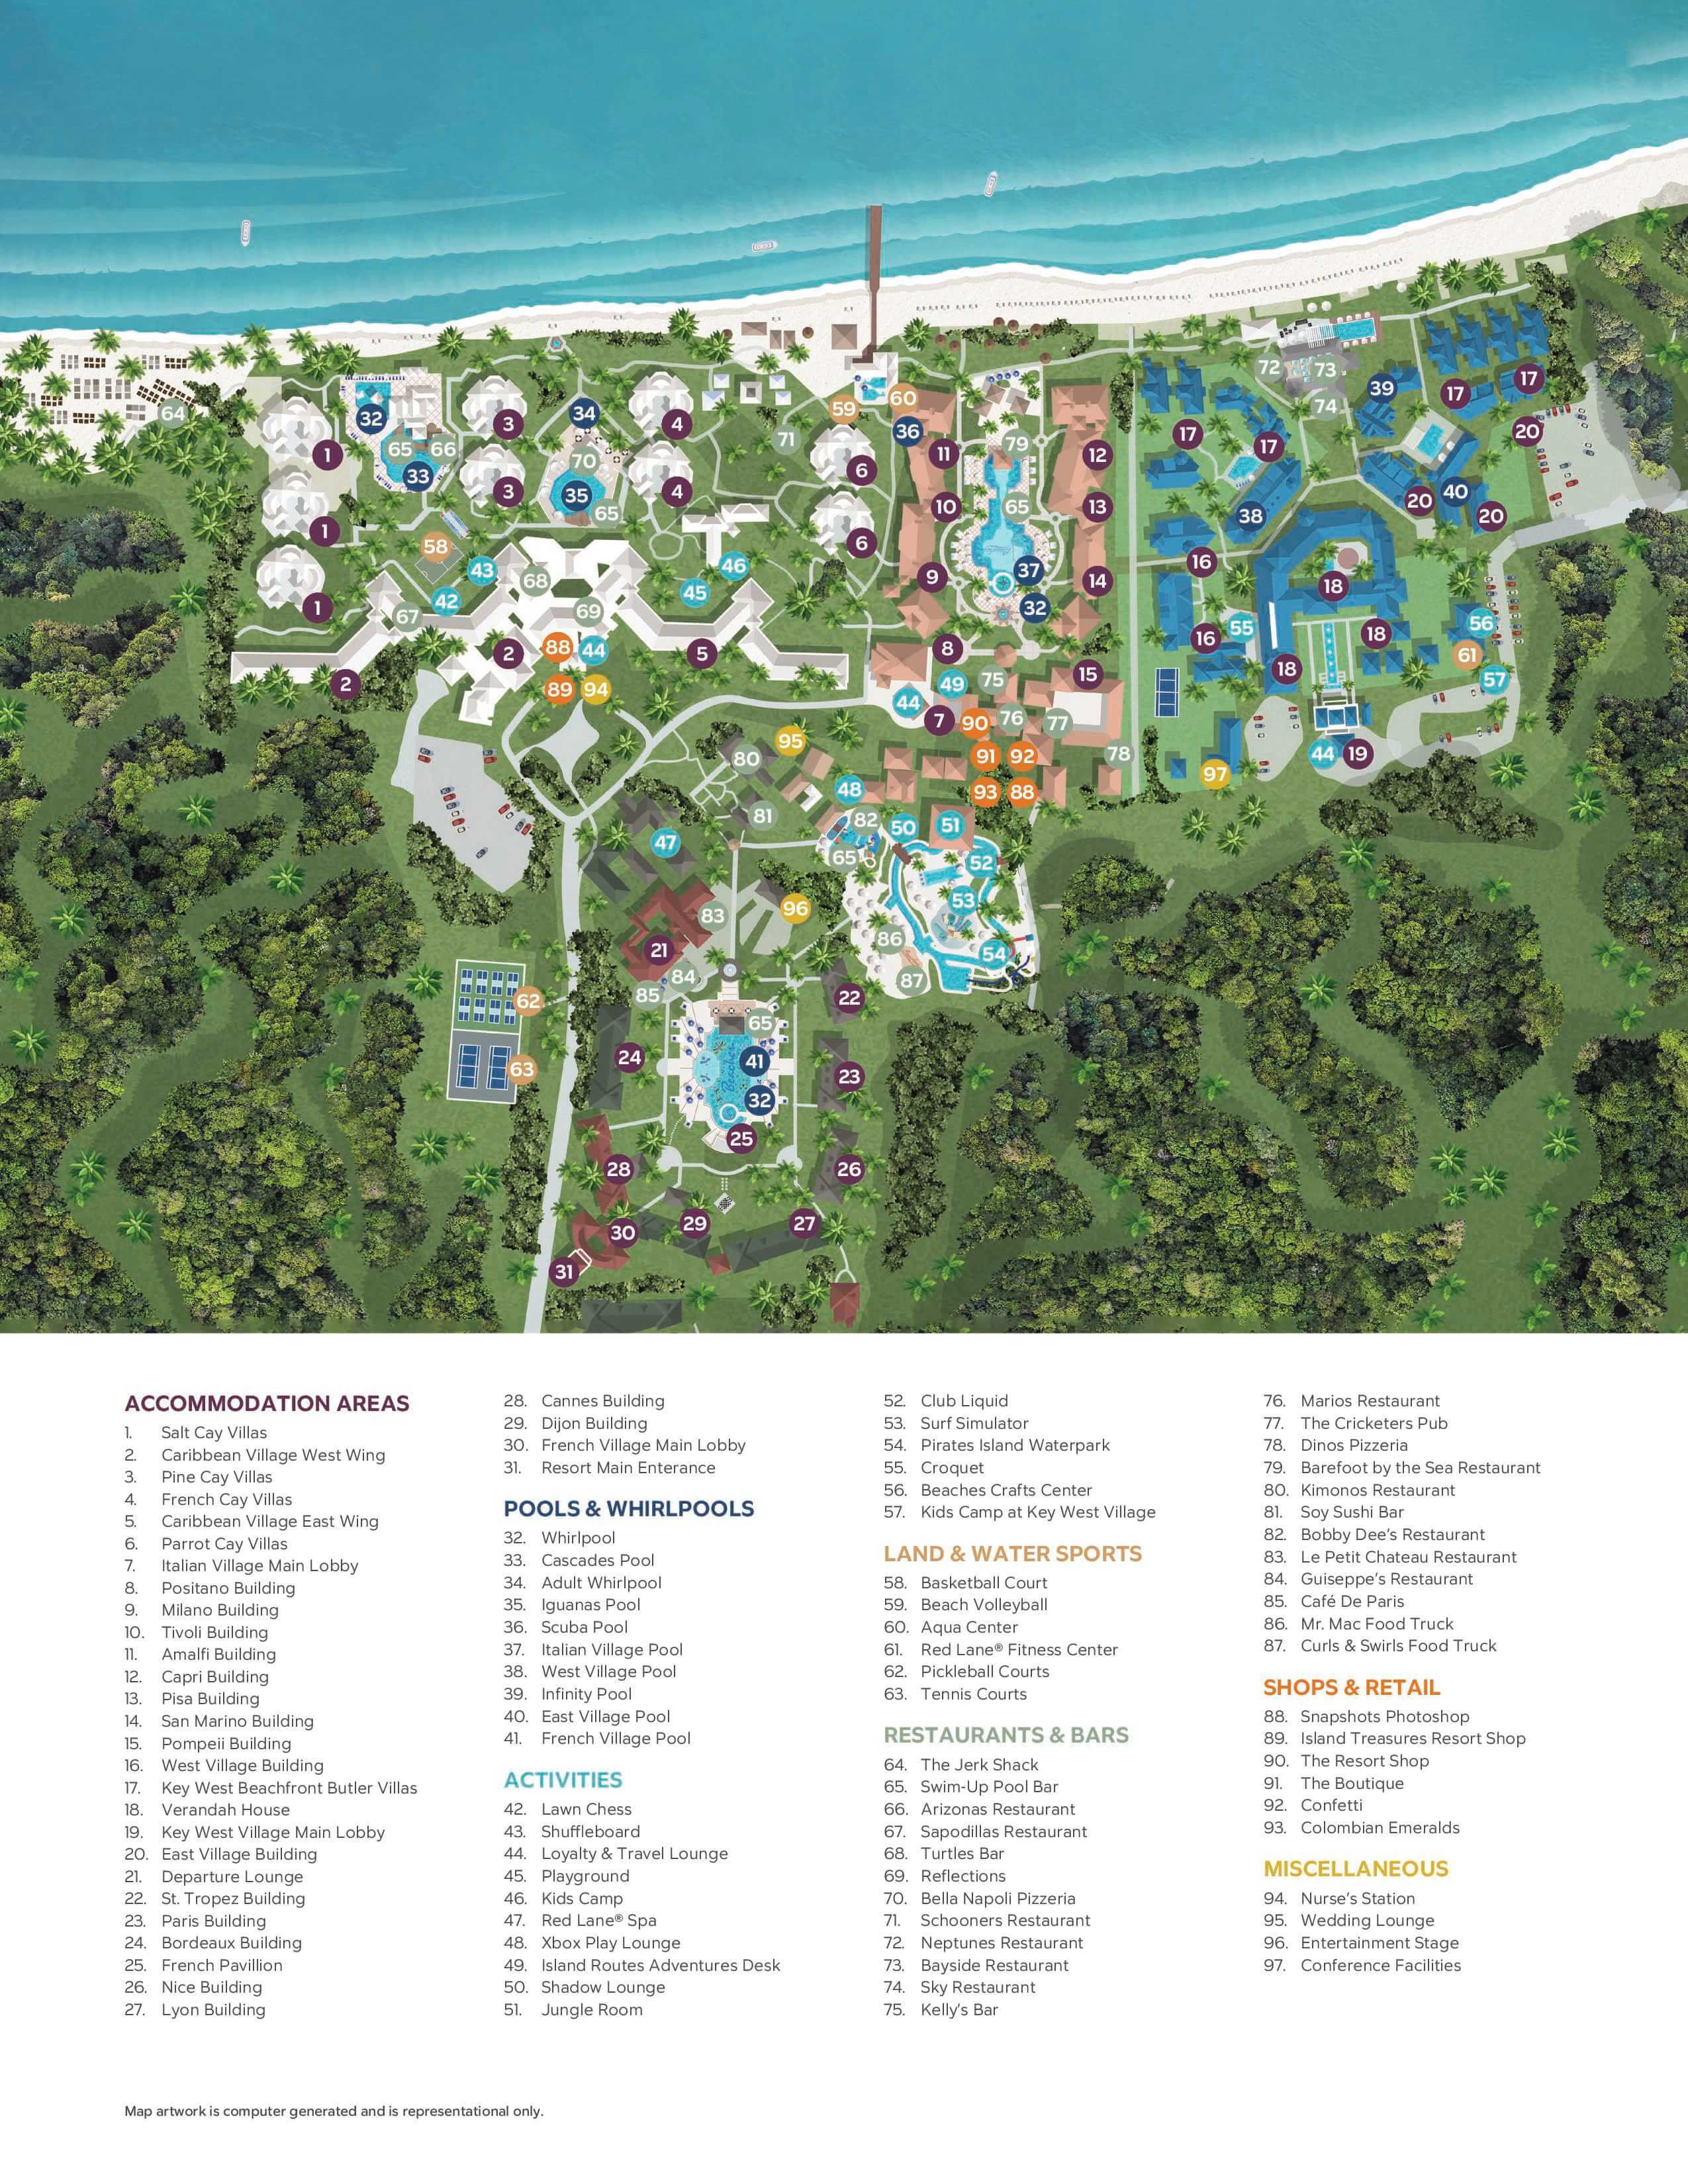 64
32
65
66
33
1
3
34
70
35
65
4
71
59
60
36
6
11
79
12
72
73
74
39
17
17
20
1
3
4
10
65
13
17
17
38
20
40
20
58
43
68
46
6
9
37
14
16
18
1
42
67
69
45
32
16
55
18
56
61
2
88
44
5
8
49
75
15
18
57
2
89
94
44
7
90
76
77
95
80
91
92
78
44
19
97
48
93
88
81
82
50
51
47
65
52
53
83
96
21
86
54
84
85
87
22
62
65
24
41
63
23
32
25
28
26
29
27
30
31
ACCOMMODATION AREAS
1. Salt Cay Villas
2. Caribbean Village West Wing
3. Pine Cay Villas
4. French Cay Villas
5. Caribbean Village East Wing
6. Parrot Cay Villas
7. Italian Village Main Lobby
8. Positano Building
9. Milano Building
10. Tivoli Building
11. Amalfi Building
12. Capri Building
13. Pisa Building
14. San Marino Building
15. Pompeii Building
16. West Village Building
17. Key West Beachfront Butler Villas
18. Verandah House
19. Key West Village Main Lobby
20. East Village Building
21. Departure Lounge
22. St. Tropez Building
23. Paris Building
24. Bordeaux Building
25. French Pavillion
26. Nice Building
27. Lyon Building
28. Cannes Building
29. Dijon Building
30. French Village Main Lobby
31. Resort Main Enterance
POOLS & WHIRLPOOLS
32. Whirlpool
33. Cascades Pool
34. Adult Whirlpool
35. Iguanas Pool
36. Scuba Pool
37. Italian Village Pool
38. West Village Pool
39. Infinity Pool
40. East Village Pool
41. French Village Pool
ACTIVITIES
42. Lawn Chess
43. Shuffleboard
44. Loyalty & Travel Lounge
45. Playground
46. Kids Camp
47. Red Lane® Spa
48. Xbox Play Lounge
49. Island Routes Adventures Desk
50. Shadow Lounge
51. Jungle Room
52. Club Liquid
53. Surf Simulator
54. Pirates Island Waterpark
55. Croquet
56. Beaches Crafts Center
57. Kids Camp at Key West Village
LAND & WATER SPORTS
58. Basketball Court
59. Beach Volleyball
60. Aqua Center
61. Red Lane® Fitness Center
62. Pickleball Courts
63. Tennis Courts
RESTAURANTS & BARS
64. The Jerk Shack
65. Swim-Up Pool Bar
66. Arizonas Restaurant
67. Sapodillas Restaurant
68. Turtles Bar
69. Reflections
70. Bella Napoli Pizzeria
71. Schooners Restaurant
72. Neptunes Restaurant
73. Bayside Restaurant
74. Sky Restaurant
75. Kelly's Bar
76. Marios Restaurant
77. The Cricketers Pub
78. Dinos Pizzeria
79. Barefoot by the Sea Restaurant
80. Kimonos Restaurant
81. Soy Sushi Bar
82. Bobby Dee's Restaurant
83. Le Petit Chateau Restaurant
84. Guiseppe's Restaurant
85. Café De Paris
86. Mr. Mac Food Truck
87. Curls & Swirls Food Truck
SHOPS & RETAIL
88. Snapshots Photoshop
89. Island Treasures Resort Shop
90. The Resort Shop
91. The Boutique
92. Confetti
93. Colombian Emeralds
MISCELLANEOUS
94. Nurse's Station
95. Wedding Lounge
96. Entertainment Stage
97. Conference Facilities
Map artwork is computer generated and is representational only.